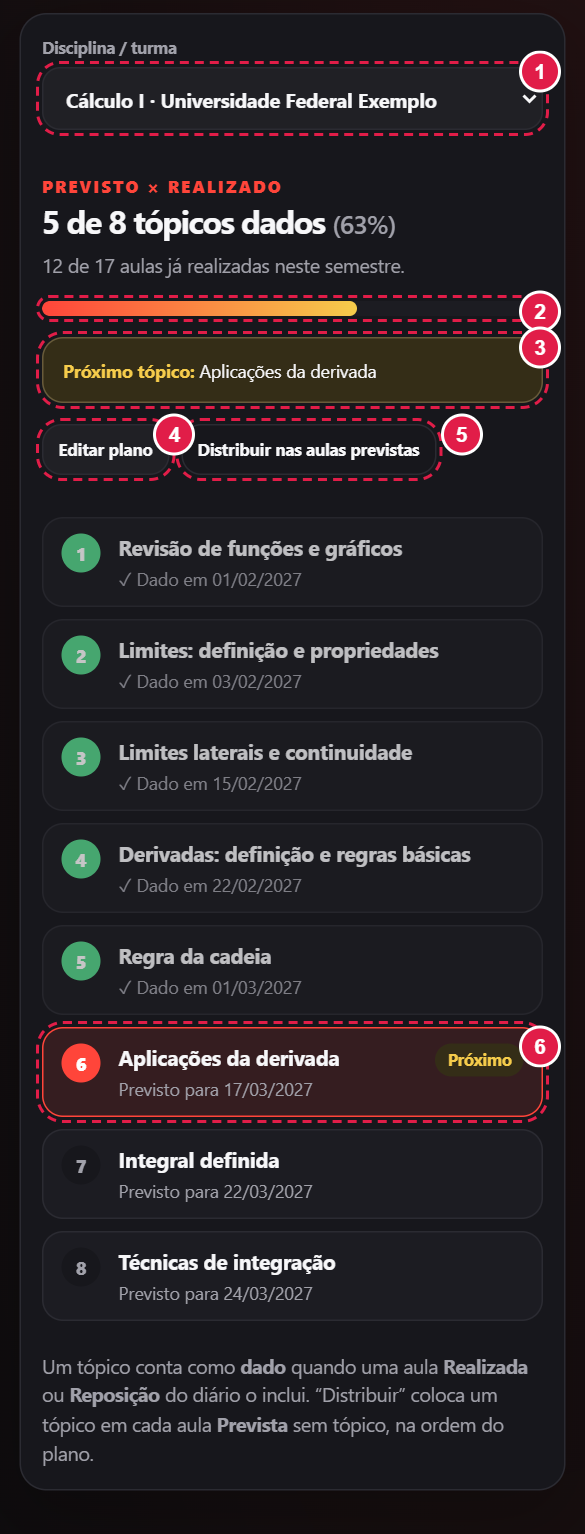 Disciplina / turma
1
Cálculo I · Universidade Federal Exemplo
PREVISTO × REALIZADO
5 de 8 tópicos dados (63%)
12 de 17 aulas já realizadas neste semestre.
2
3
Próximo tópico: Aplicações da derivada
4
5
Editar plano
Distribuir nas aulas previstas
1
Revisão de funções e gráficos
✓ Dado em 01/02/2027
2
Limites: definição e propriedades
✓ Dado em 03/02/2027
3
Limites laterais e continuidade
✓ Dado em 15/02/2027
4
Derivadas: definição e regras básicas
✓ Dado em 22/02/2027
5
Regra da cadeia
✓ Dado em 01/03/2027
6
6
Aplicações da derivada
Próximo
Previsto para 17/03/2027
7
Integral definida
Previsto para 22/03/2027
8
Técnicas de integração
Previsto para 24/03/2027
Um tópico conta como dado quando uma aula Realizada
ou Reposição do diário o inclui. “Distribuir” coloca um
tópico em cada aula Prevista sem tópico, na ordem do
plano.